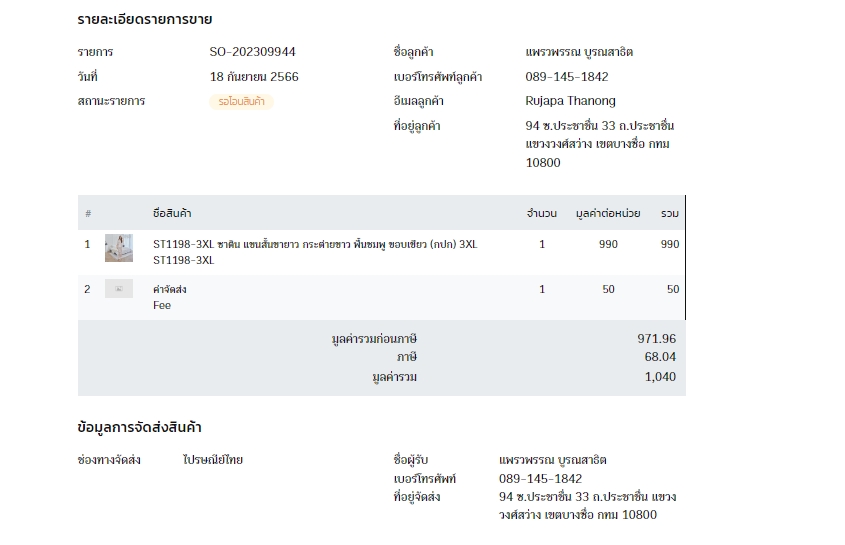 รายละเอียดรายการขาย
รายการ SO-202309944 ชื่อลูกค้า แพรวพรรณ บูรณสาธิต
วันที่ 18 กันยายน 2566 เบอร์โทรศัพท์ลูกค้า 089-145-1842
สถานะรายการ รอโอนสินค้า อีเมลลูกค้า Rujapa Thanong
ที่อยู่ลูกค้า 94 ซ.ประชาชื่น 33 ถ.ประชาชื่น
แขวงวงศ์สว่าง เขตบางซื่อ กทม
10800
# ชื่อสินค้า จำนวน มูลค่าต่อหน่วย รวม
1 ST1198-3XL ซาติน แขนสั้นขายาว กระต่ายขาว พื้นชมพู ขอบเขียว (กปก) 3XL 1 990 990
ST1198-3XL
2 ค่าจัดส่ง 1 50 50
Fee
มูลค่ารวมก่อนภาษี 971.96
ภาษี 68.04
มูลค่ารวม 1,040
ข้อมูลการจัดส่งสินค้า
ช่องทางจัดส่ง ไปรษณีย์ไทย ชื่อผู้รับ แพรวพรรณ บูรณสาธิต
เบอร์โทรศัพท์ 089-145-1842
ที่อยู่จัดส่ง 94 ซ.ประชาชื่น 33 ถ.ประชาชื่น แขวง
วงศ์สว่าง เขตบางซื่อ กทม 10800